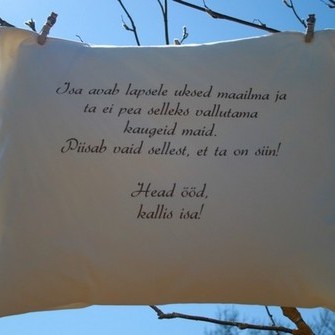 Isa avab lapsele uksed maailma ja
ta ei pea selleks vallutama
kaugeid maid.
Piisab vaid sellest, et ta on siin!
Head ööd,
kallis isa!